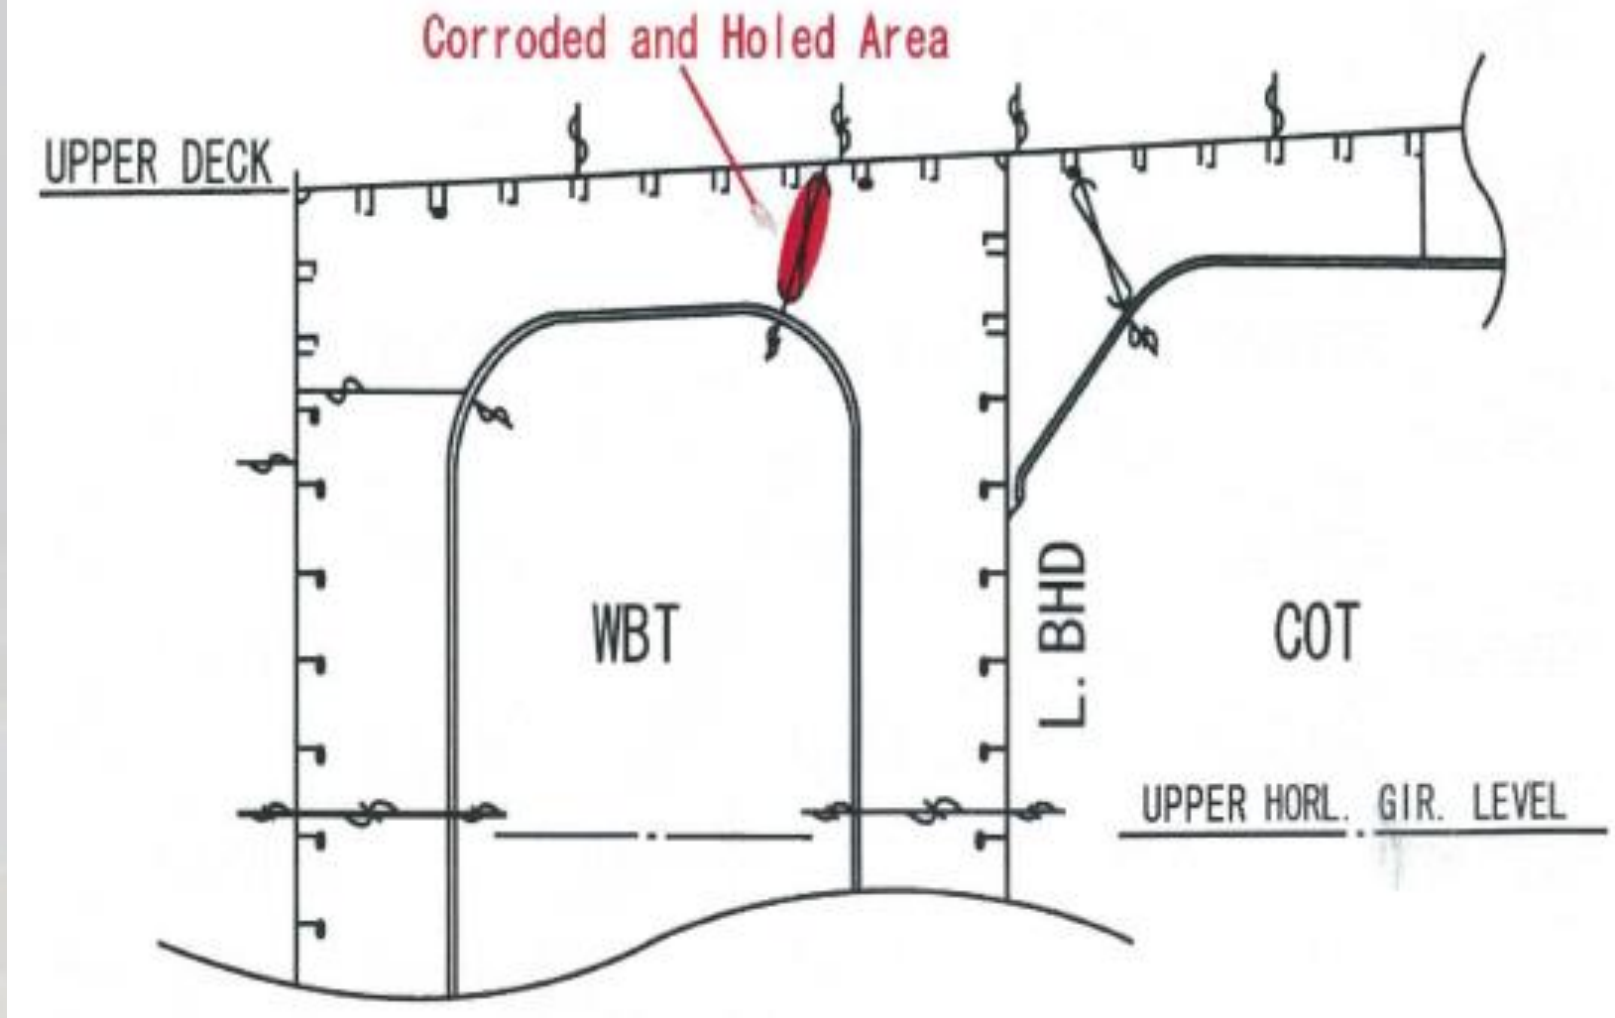 Corroded and Holed Area
UPPER DECK
WBT
L. BHD
COT
UPPER HORL. GIR. LEVEL